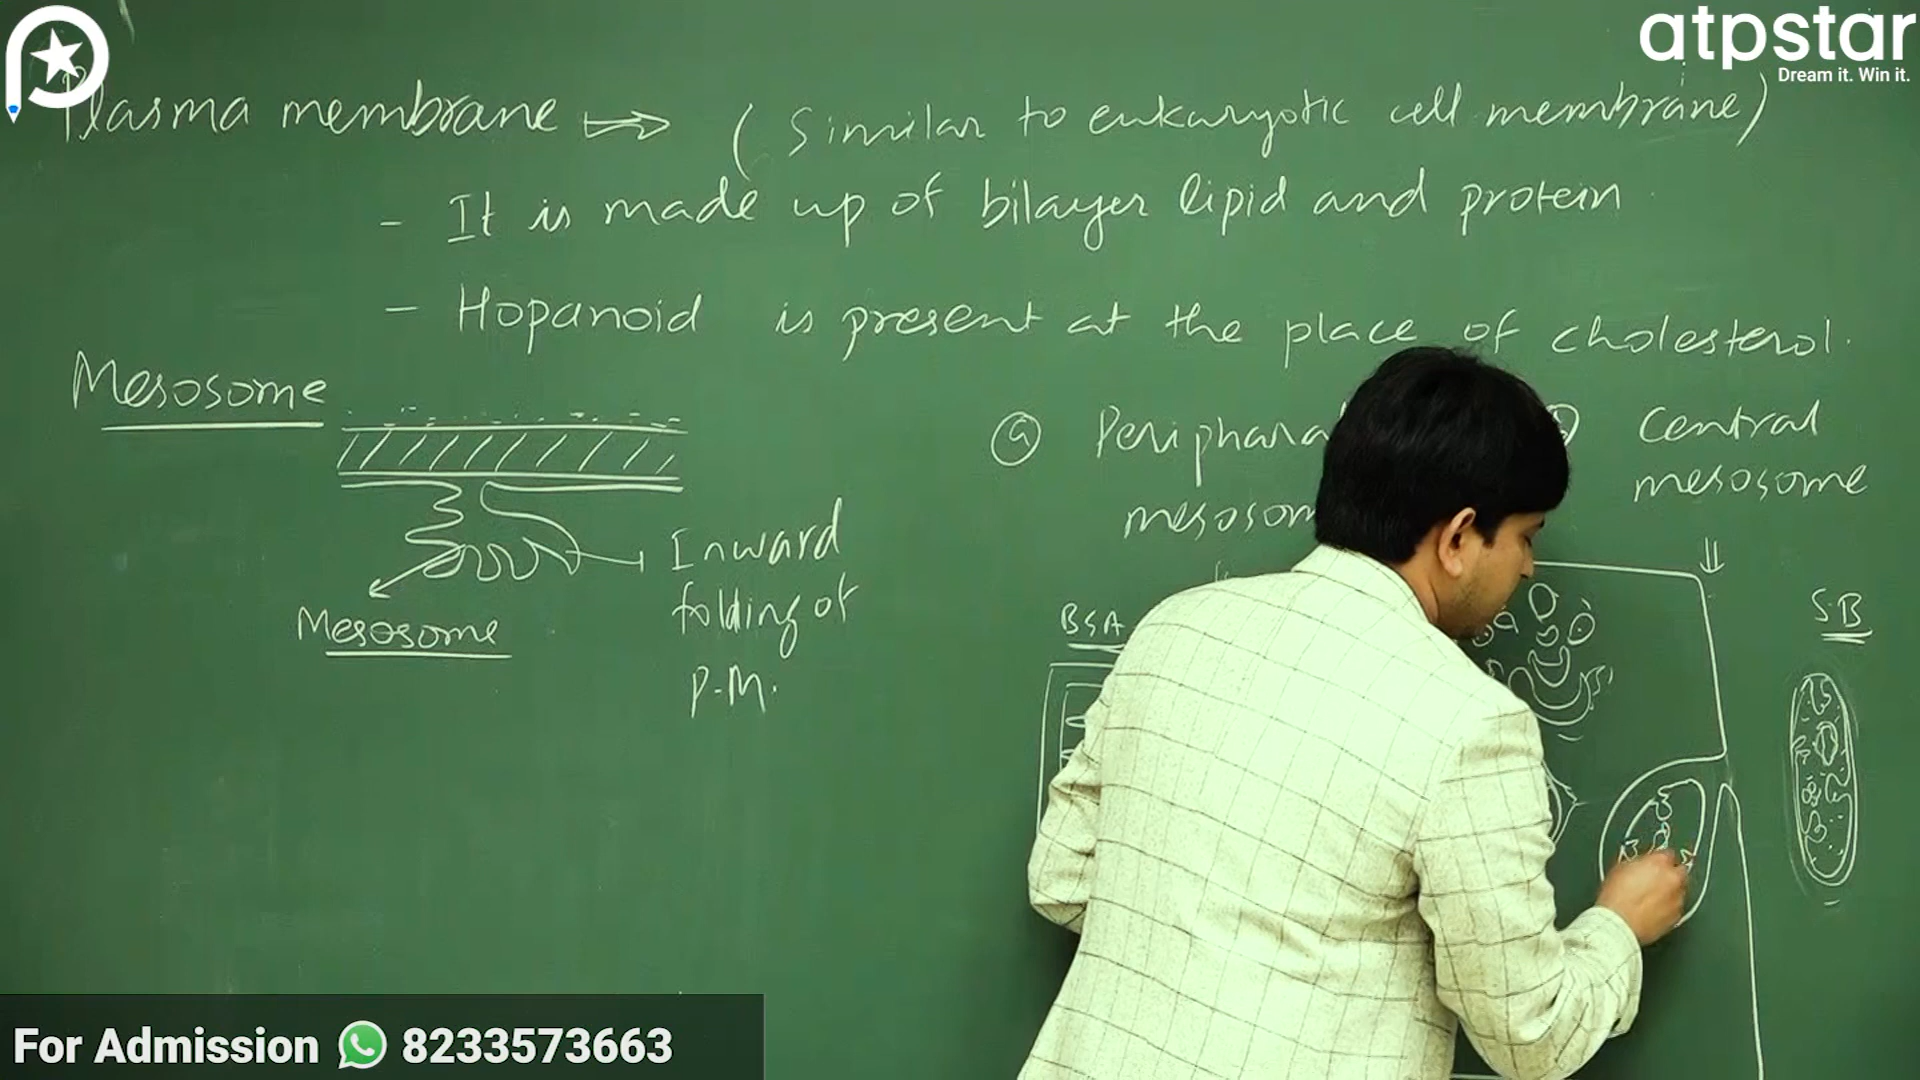 atpstar
Dream it. Win it.
Plasma membrane (Similar to eukaryotic cell membrane)
- It is made up of bilayer lipid and protein
- Hopanoid is present at the place of cholesterol.
Mesosome
a Peripharal
mesosom
Central
mesosome
Inward
folding of
P.M.
Mesosome
BSA
S.B
For Admission 8233573663